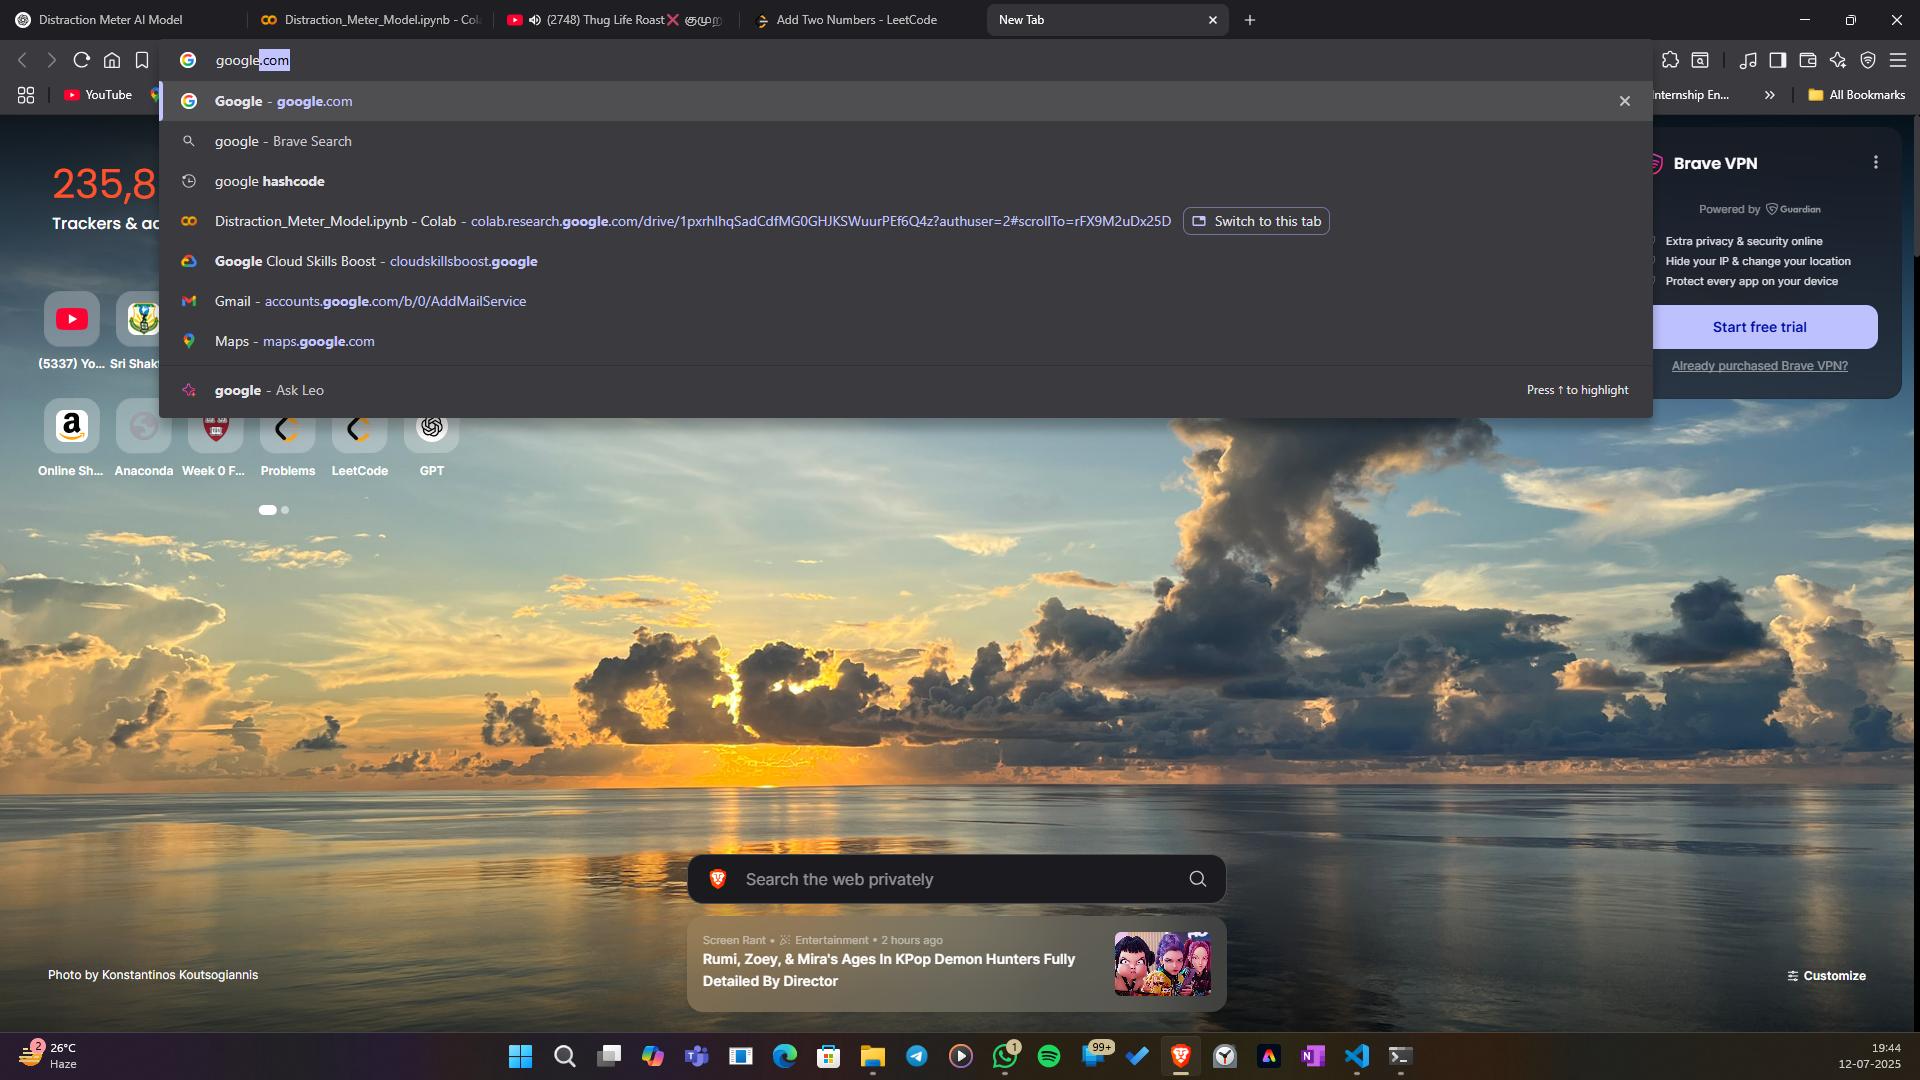 Distraction Meter AI Model
Distraction_Meter_Model.ipynb - Col
(2748) Thug Life Roast❌ குமுற
Add Two Numbers - LeetCode
New Tab
google.com
YouTube
Internship En...
All Bookmarks
Google - google.com
google - Brave Search
google hashcode
Distraction_Meter_Model.ipynb - Colab - colab.research.google.com/drive/1pxrhlhqSadCdfMG0GHJKSWuurPEf6Q4z?authuser=2#scrollTo=rFX9M2uDx25D
Switch to this tab
Google Cloud Skills Boost - cloudskillsboost.google
Gmail - accounts.google.com/b/0/AddMailService
Maps - maps.google.com
google - Ask Leo
Press ↑ to highlight
235,8
Trackers & ad
(5337) Yo...
Sri Shak
Online Sh...
Anaconda
Week 0 F...
Problems
LeetCode
GPT
Brave VPN
Powered by Guardian
Extra privacy & security online
Hide your IP & change your location
Protect every app on your device
Start free trial
Already purchased Brave VPN?
Search the web privately
Screen Rant • Entertainment • 2 hours ago
Rumi, Zoey, & Mira's Ages In KPop Demon Hunters Fully
Detailed By Director
Photo by Konstantinos Koutsogiannis
Customize
2
26°C
Haze
1
99+
19:44
12-07-2025